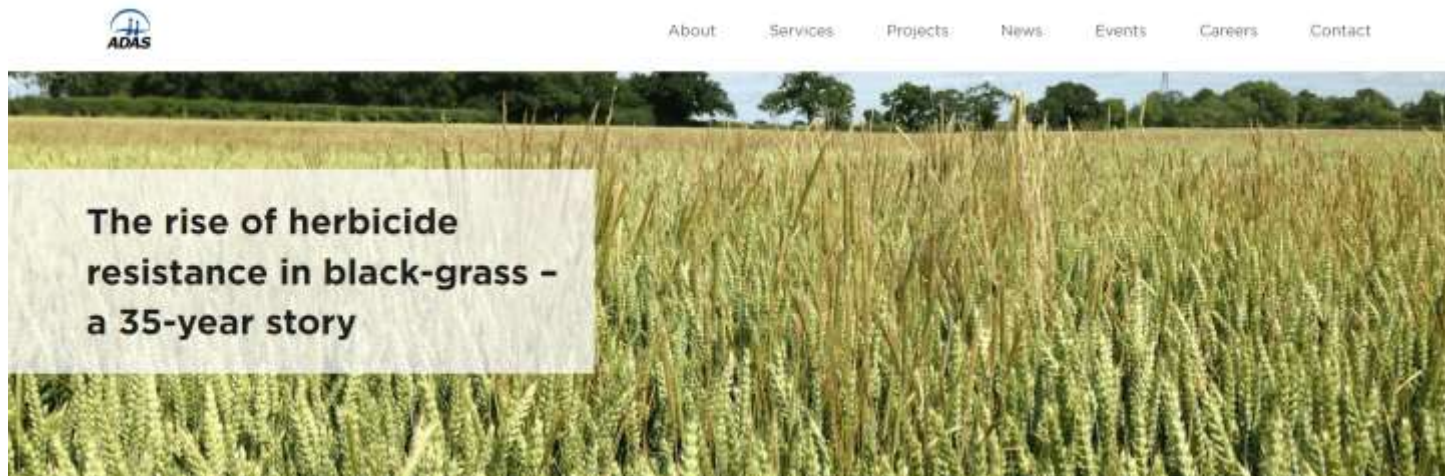 ADAS
About Services Projects News Events Careers Contact
The rise of herbicide
resistance in black-grass –
a 35-year story